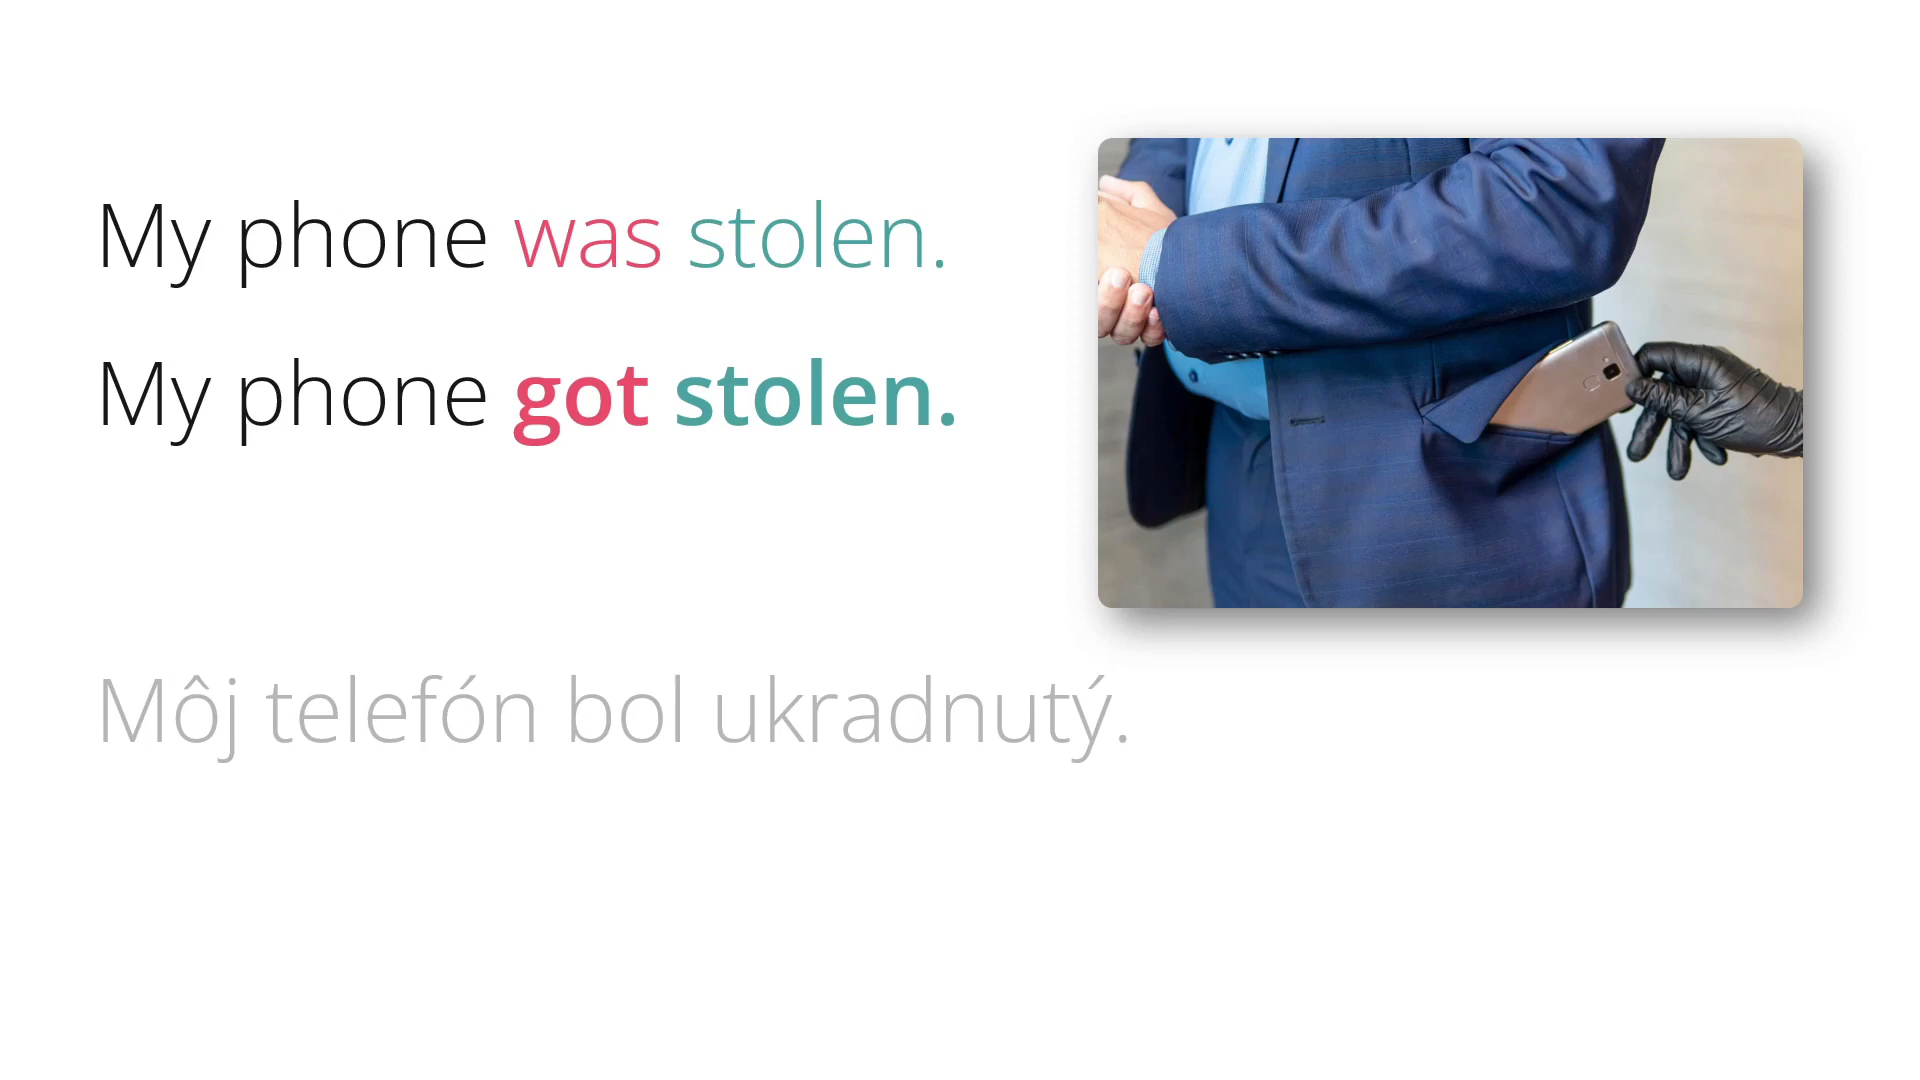 My phone was stolen.
My phone got stolen.
Môj telefón bol ukradnutý.